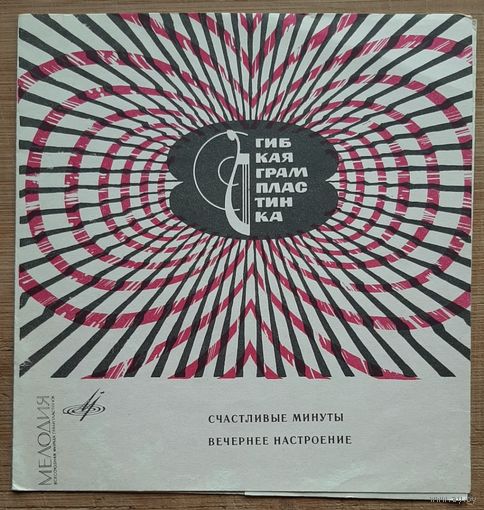 ГИБ
КАЯ
ГРАМ
ПЛАС
ТИН
КА
СЧАСТЛИВЫЕ МИНУТЫ
ВЕЧЕРНЕЕ НАСТРОЕНИЕ
МЕЛОДИЯ